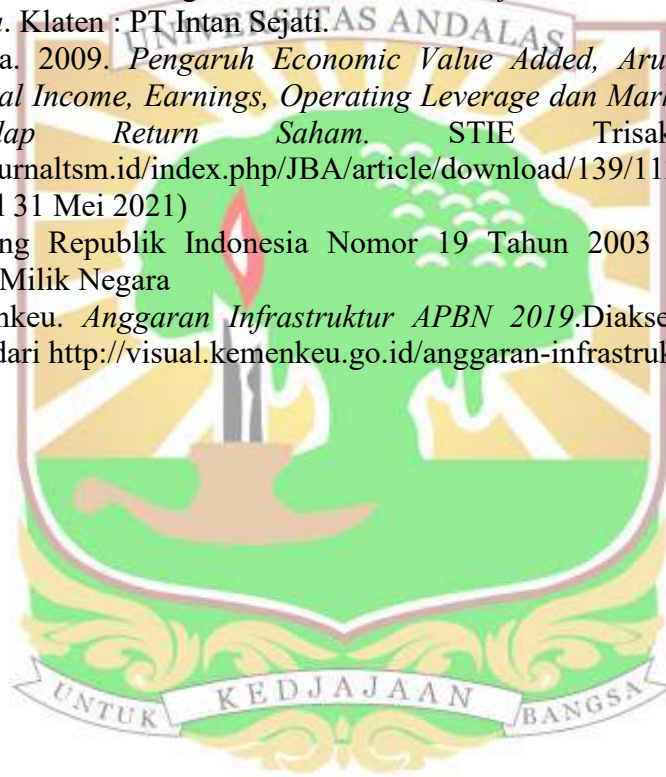 a. Klaten : PT Intan Sejati.
UNIVERSITAS ANDALAS
a. 2009. Pengaruh Economic Value Added, Aru
al Income, Earnings, Operating Leverage dan Mar
dap Return Saham. STIE Trisak
urnaltsm.id/index.php/JBA/article/download/139/11
l 31 Mei 2021)
ng Republik Indonesia Nomor 19 Tahun 2003
Milik Negara
nkeu. Anggaran Infrastruktur APBN 2019.Diakse
dari http://visual.kemenkeu.go.id/anggaran-infrastruk
UNTUK KEDJAJAAN BANGSA